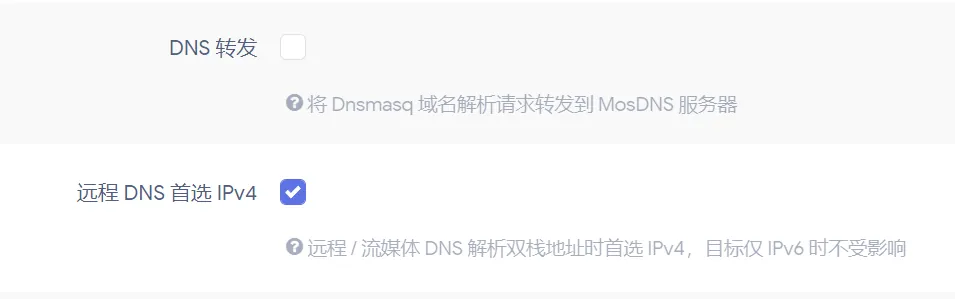 DNS 转发
将 Dnsmasq 域名解析请求转发到 MosDNS 服务器
远程 DNS 首选 IPv4
远程 / 流媒体 DNS 解析双栈地址时首选 IPv4，目标仅 IPv6 时不受影响